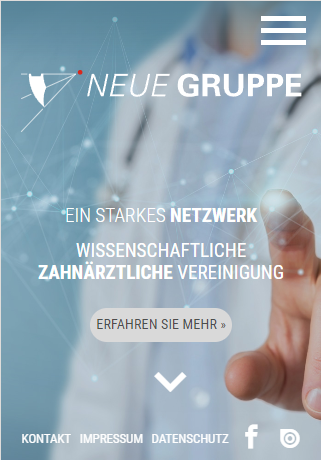 NEUE GRUPPE
EIN STARKES NETZWERK
WISSENSCHAFTLICHE
ZAHNÄRZTLICHE VEREINIGUNG
ERFAHREN SIE MEHR »
KONTAKT IMPRESSUM DATENSCHUTZ f